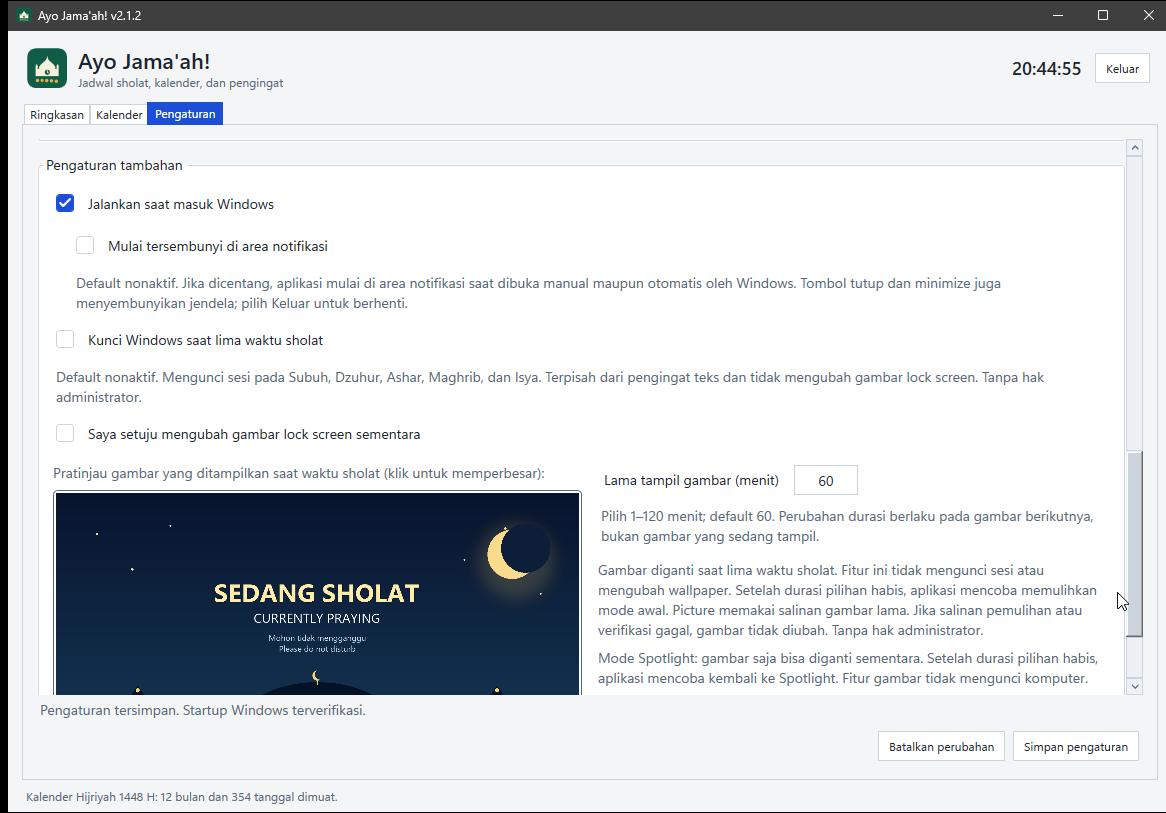 Ayo Jama'ah! v2.1.2
Ayo Jama'ah!
Jadwal sholat, kalender, dan pengingat
20:44:55
Keluar
Ringkasan
Kalender
Pengaturan
Pengaturan tambahan
Jalankan saat masuk Windows
Mulai tersembunyi di area notifikasi
Default nonaktif. Jika dicentang, aplikasi mulai di area notifikasi saat dibuka manual maupun otomatis oleh Windows. Tombol tutup dan minimize juga
menyembunyikan jendela; pilih Keluar untuk berhenti.
Kunci Windows saat lima waktu sholat
Default nonaktif. Mengunci sesi pada Subuh, Dzuhur, Ashar, Maghrib, dan Isya. Terpisah dari pengingat teks dan tidak mengubah gambar lock screen. Tanpa hak
administrator.
Saya setuju mengubah gambar lock screen sementara
Pratinjau gambar yang ditampilkan saat waktu sholat (klik untuk memperbesar):
SEDANG SHOLAT
CURRENTLY PRAYING
Mohon tidak mengganggu
Please do not disturb
Lama tampil gambar (menit)
60
Pilih 1–120 menit; default 60. Perubahan durasi berlaku pada gambar berikutnya,
bukan gambar yang sedang tampil.
Gambar diganti saat lima waktu sholat. Fitur ini tidak mengunci sesi atau
mengubah wallpaper. Setelah durasi pilihan habis, aplikasi mencoba memulihkan
mode awal. Picture memakai salinan gambar lama. Jika salinan pemulihan atau
verifikasi gagal, gambar tidak diubah. Tanpa hak administrator.
Mode Spotlight: gambar saja bisa diganti sementara. Setelah durasi pilihan habis,
aplikasi mencoba kembali ke Spotlight. Fitur gambar tidak mengunci komputer.
Pengaturan tersimpan. Startup Windows terverifikasi.
Batalkan perubahan
Simpan pengaturan
Kalender Hijriyah 1448 H: 12 bulan dan 354 tanggal dimuat.